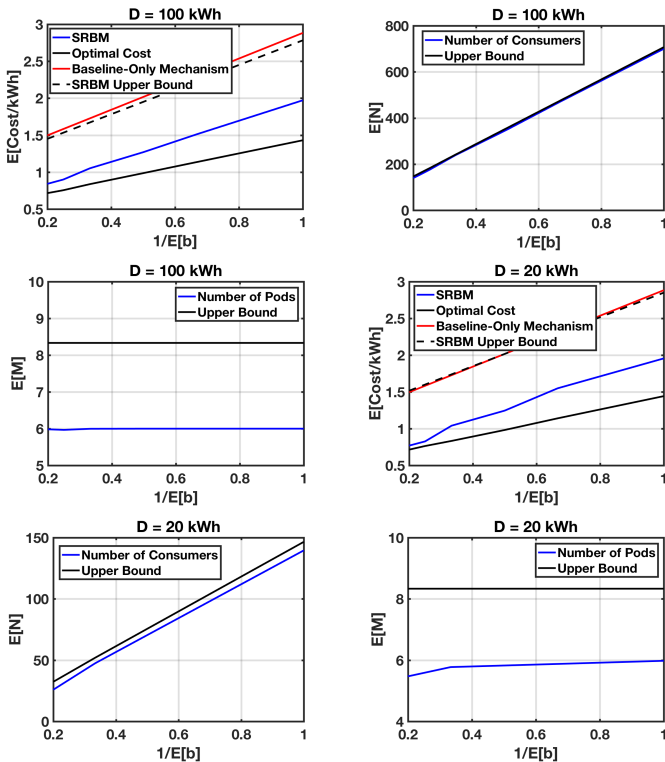 D = 100 kWh
E[Cost/kWh]
3
2.5
2
1.5
1
0.5
SRBM
Optimal Cost
Baseline-Only Mechanism
SRBM Upper Bound
0.2 0.4 0.6 0.8 1
1/E[b]
D = 100 kWh
E[N]
800
600
400
200
0
Number of Consumers
Upper Bound
0.2 0.4 0.6 0.8 1
1/E[b]
D = 100 kWh
E[M]
10
9
8
7
6
5
Number of Pods
Upper Bound
0.2 0.4 0.6 0.8 1
1/E[b]
D = 20 kWh
E[Cost/kWh]
3
2.5
2
1.5
1
0.5
SRBM
Optimal Cost
Baseline-Only Mechanism
SRBM Upper Bound
0.2 0.4 0.6 0.8 1
1/E[b]
D = 20 kWh
E[N]
150
100
50
0
Number of Consumers
Upper Bound
0.2 0.4 0.6 0.8 1
1/E[b]
D = 20 kWh
E[M]
10
8
6
4
Number of Pods
Upper Bound
0.2 0.4 0.6 0.8 1
1/E[b]